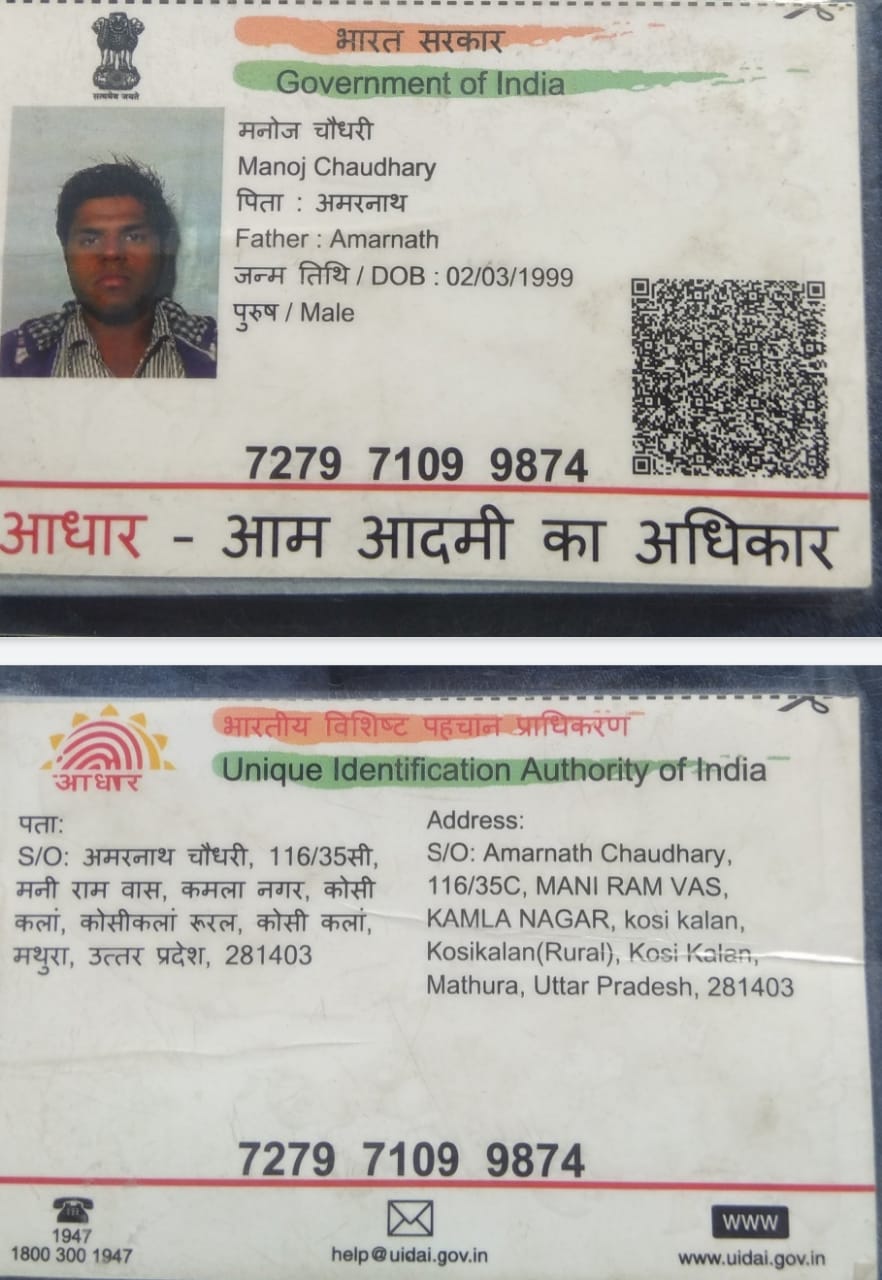 सत्यमेव जयते
भारत सरकार
Government of India
मनोज चौधरी
Manoj Chaudhary
पिता : अमरनाथ
Father : Amarnath
जन्म तिथि / DOB : 02/03/1999
पुरुष / Male
7279 7109 9874
आधार - आम आदमी का अधिकार
भारतीय विशिष्ट पहचान प्राधिकरण
Unique Identification Authority of India
आधार
पता:
S/O: अमरनाथ चौधरी, 116/35सी,
मनी राम वास, कमला नगर, कोसी
कलां, कोसीकलां रूरल, कोसी कलां,
मथुरा, उत्तर प्रदेश, 281403
Address:
S/O: Amarnath Chaudhary,
116/35C, MANI RAM VAS,
KAMLA NAGAR, kosi kalan,
Kosikalan(Rural), Kosi Kalan,
Mathura, Uttar Pradesh, 281403
7279 7109 9874
1947
1800 300 1947
help@uidai.gov.in
www
www.uidai.gov.in